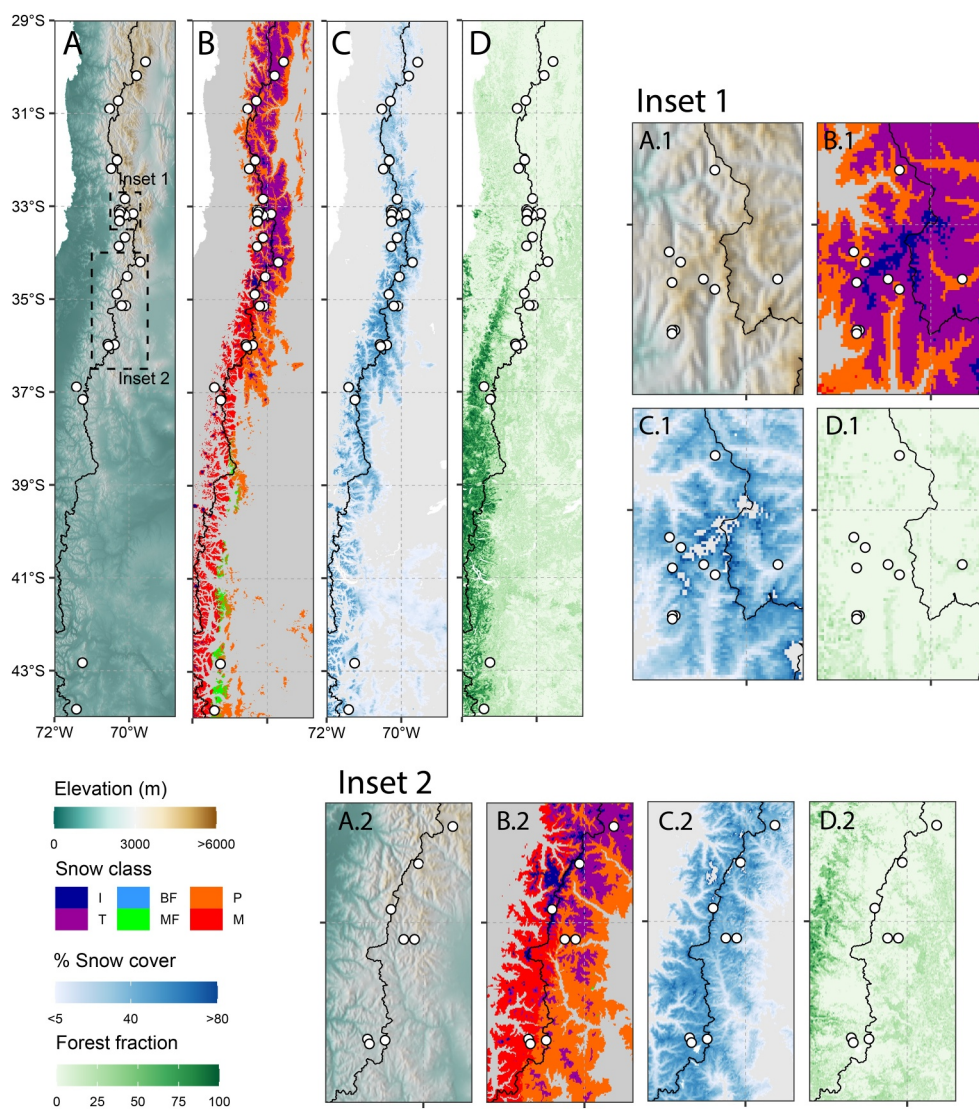 29°S
31°S
33°S
35°S
37°S
39°S
41°S
43°S
A
B
C
D
Inset 1
Inset 2
72°W 70°W
72°W 70°W
Inset 1
A.1
B.1
C.1
D.1
Elevation (m)
0 3000 >6000
Snow class
I BF P
T MF M
% Snow cover
<5 40 >80
Forest fraction
0 25 50 75 100
Inset 2
A.2
B.2
C.2
D.2